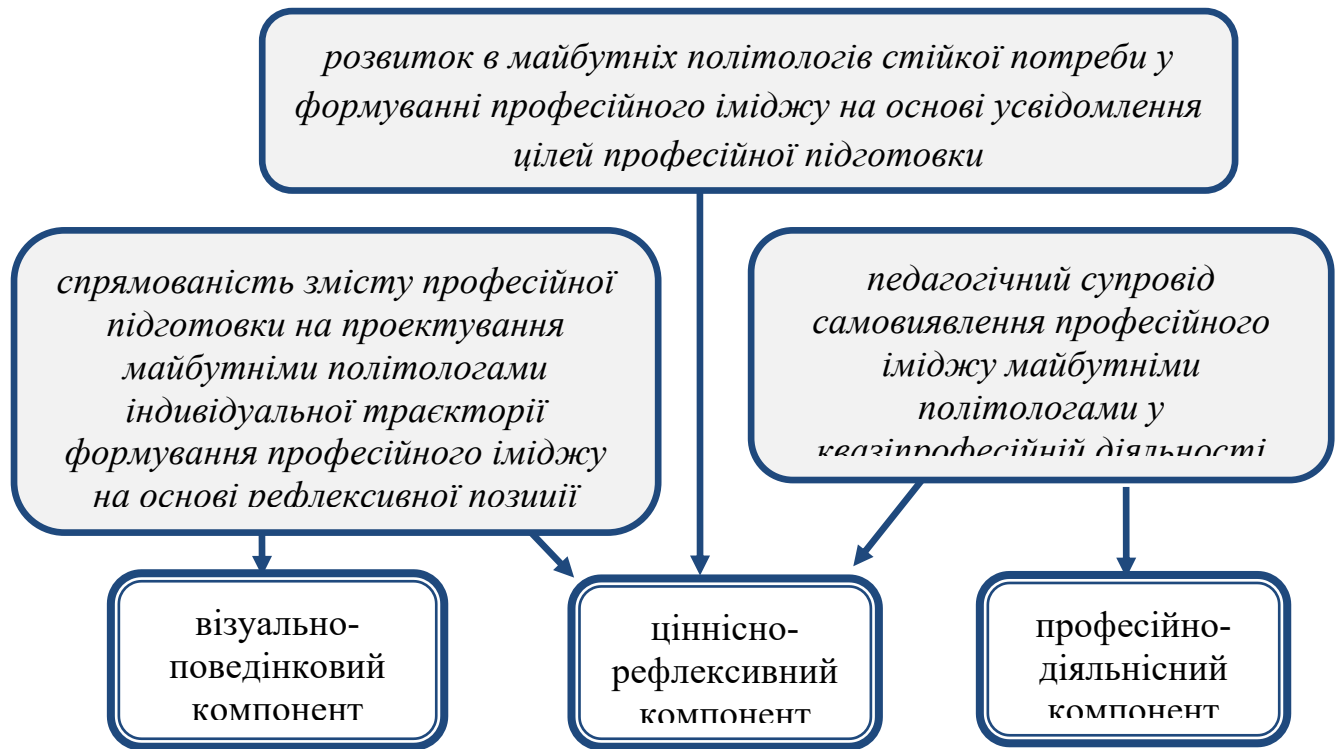 розвиток в майбутніх політологів стійкої потреби у
формуванні професійного іміджу на основі усвідомлення
цілей професійної підготовки
спрямованість змісту професійної
підготовки на проектування
майбутніми політологами
індивідуальної траєкторії
формування професійного іміджу
на основі рефлексивної позиції
педагогічний супровід
самовиявлення професійного
іміджу майбутніми
політологами у
квазіпрофесійній діяльності
візуально-
поведінковий
компонент
ціннісно-
рефлексивний
компонент
професійно-
діяльнісний
компонент